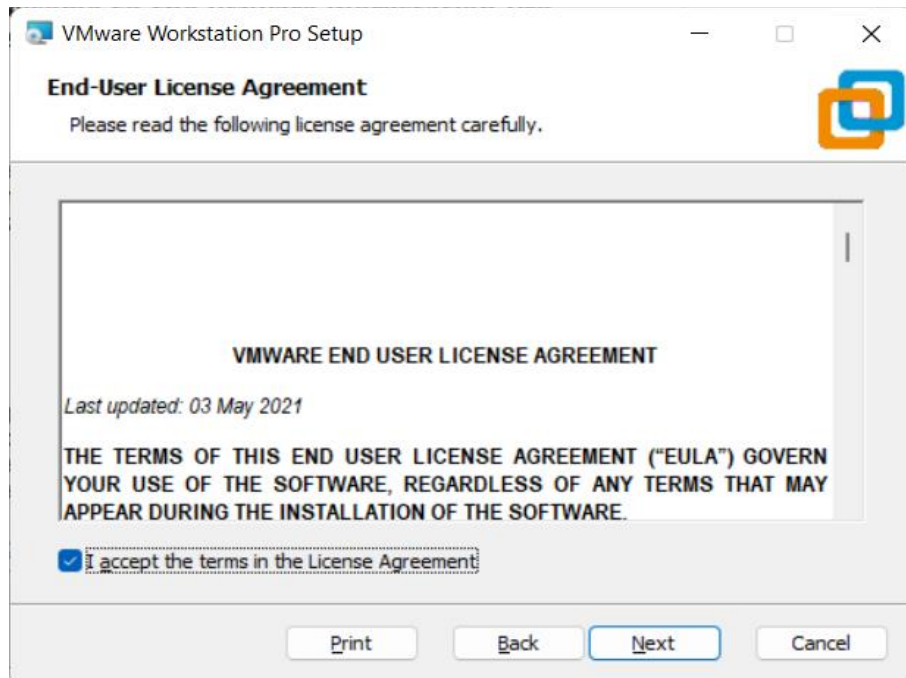 VMware Workstation Pro Setup
End-User License Agreement
Please read the following license agreement carefully.
VMWARE END USER LICENSE AGREEMENT
Last updated: 03 May 2021
THE TERMS OF THIS END USER LICENSE AGREEMENT (“EULA”) GOVERN
YOUR USE OF THE SOFTWARE, REGARDLESS OF ANY TERMS THAT MAY
APPEAR DURING THE INSTALLATION OF THE SOFTWARE.
I accept the terms in the License Agreement
Print Back Next Cancel